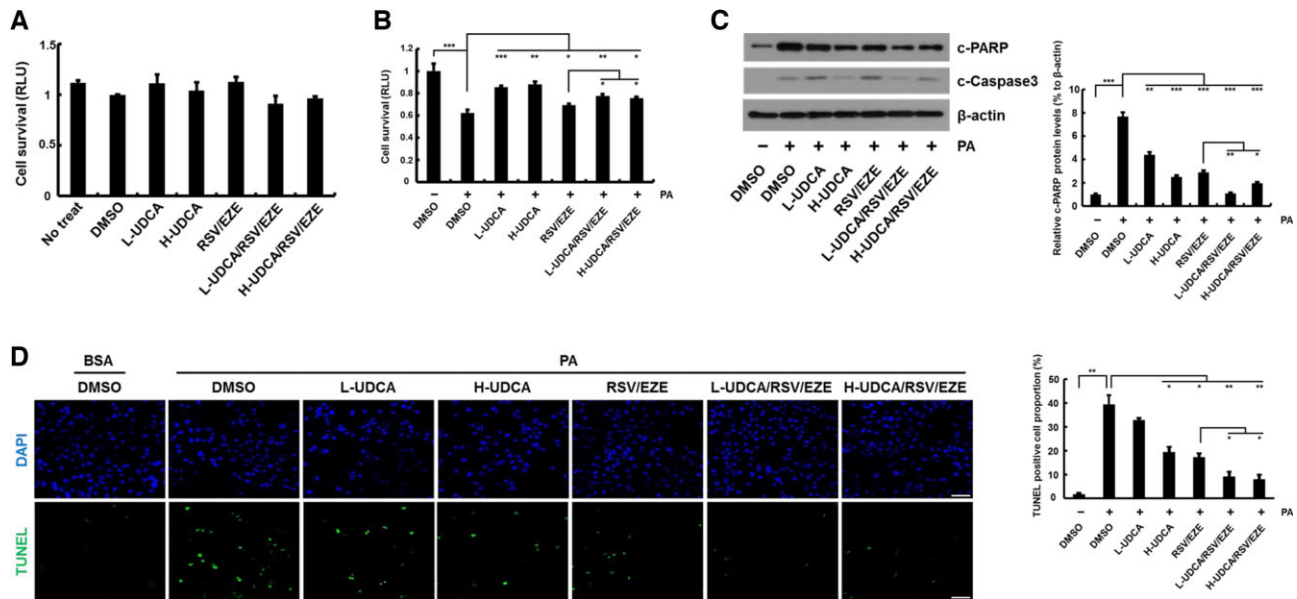 A
Cell survival (RLU)
1.5
1
0.5
0
No treat
DMSO
L-UDCA
H-UDCA
RSV/EZE
L-UDCA/RSV/EZE
H-UDCA/RSV/EZE
B
Cell survival (RLU)
1.2
1
0.8
0.6
0.4
0.2
0
*** *** ** * ** *
* *
− + + + + + + PA
DMSO
DMSO
L-UDCA
H-UDCA
RSV/EZE
L-UDCA/RSV/EZE
H-UDCA/RSV/EZE
C
c-PARP
c-Caspase3
β-actin
− + + + + + + PA
DMSO
DMSO
L-UDCA
H-UDCA
RSV/EZE
L-UDCA/RSV/EZE
H-UDCA/RSV/EZE
Relative c-PARP protein levels (% to β-actin)
10
8
6
4
2
0
*** ** *** *** *** ***
** *
− + + + + + + PA
DMSO
DMSO
L-UDCA
H-UDCA
RSV/EZE
L-UDCA/RSV/EZE
H-UDCA/RSV/EZE
D
BSA PA
DMSO DMSO L-UDCA H-UDCA RSV/EZE L-UDCA/RSV/EZE H-UDCA/RSV/EZE
DAPI
TUNEL
TUNEL positive cell proportion (%)
50
40
30
20
10
0
** * * ** **
* *
− + + + + + + PA
DMSO
DMSO
L-UDCA
H-UDCA
RSV/EZE
L-UDCA/RSV/EZE
H-UDCA/RSV/EZE